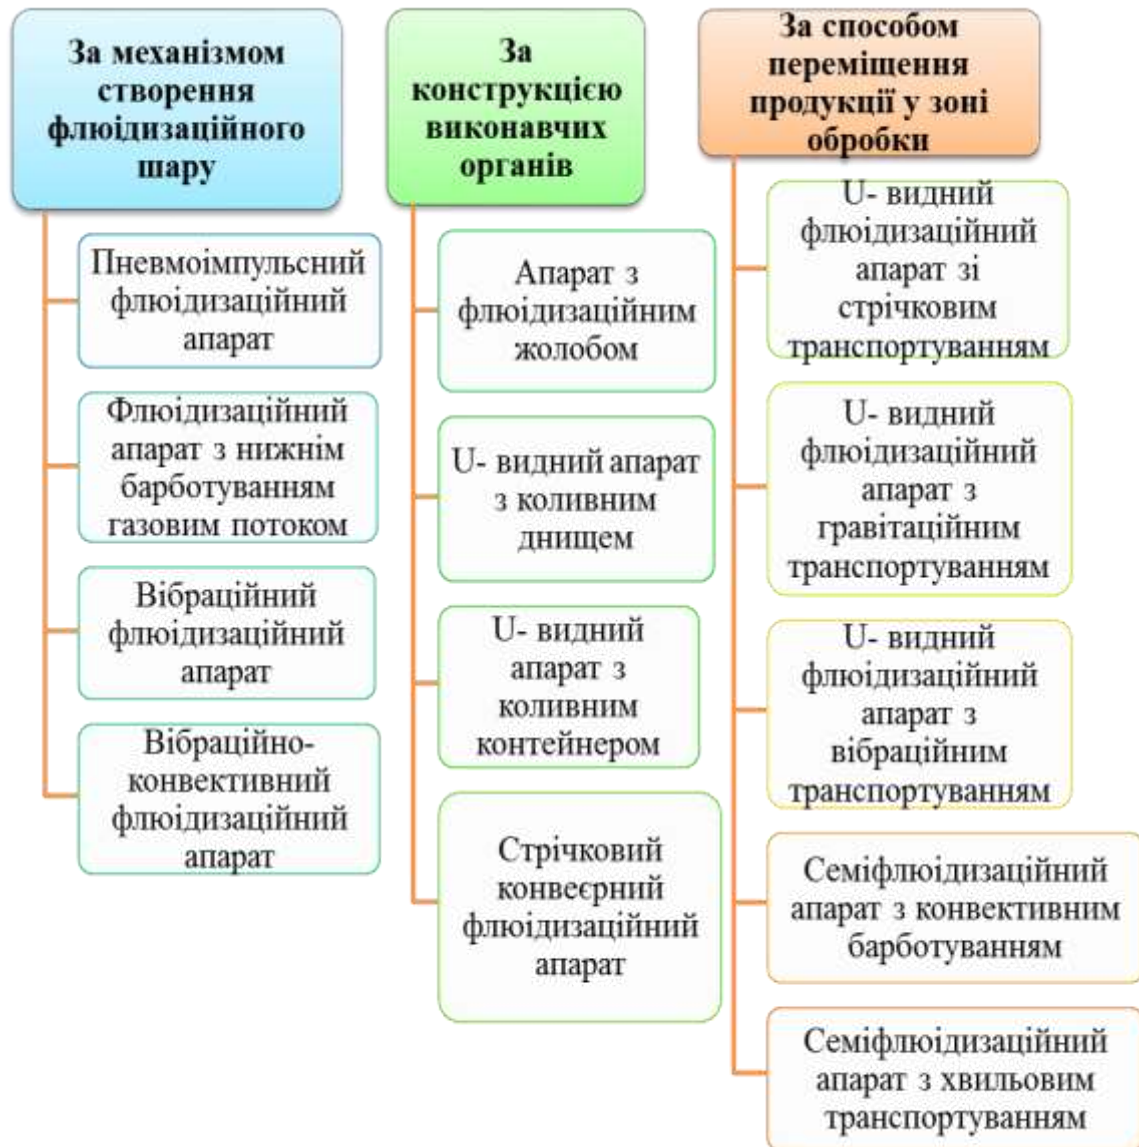 За механізмом
створення
флюідизаційного
шару
Пневмоімпульсний
флюідизаційний
апарат
Флюідизаційний
апарат з нижнім
барботуванням
газовим потоком
Вібраційний
флюідизаційний
апарат
Вібраційно-
конвективний
флюідизаційний
апарат
За
конструкцією
виконавчих
органів
Апарат з
флюідизаційним
жолобом
U- видний апарат
з коливним
днищем
U- видний
апарат з
коливним
контейнером
Стрічковий
конвеєрний
флюідизаційний
апарат
За способом
переміщення
продукції у зоні
обробки
U- видний
флюідизаційний
апарат зі
стрічковим
транспортуванням
U- видний
флюідизаційний
апарат з
гравітаційним
транспортуванням
U- видний
флюідизаційний
апарат з
вібраційним
транспортуванням
Семіфлюідизаційний
апарат з конвективним
барботуванням
Семіфлюідизаційний
апарат з хвильовим
транспортуванням